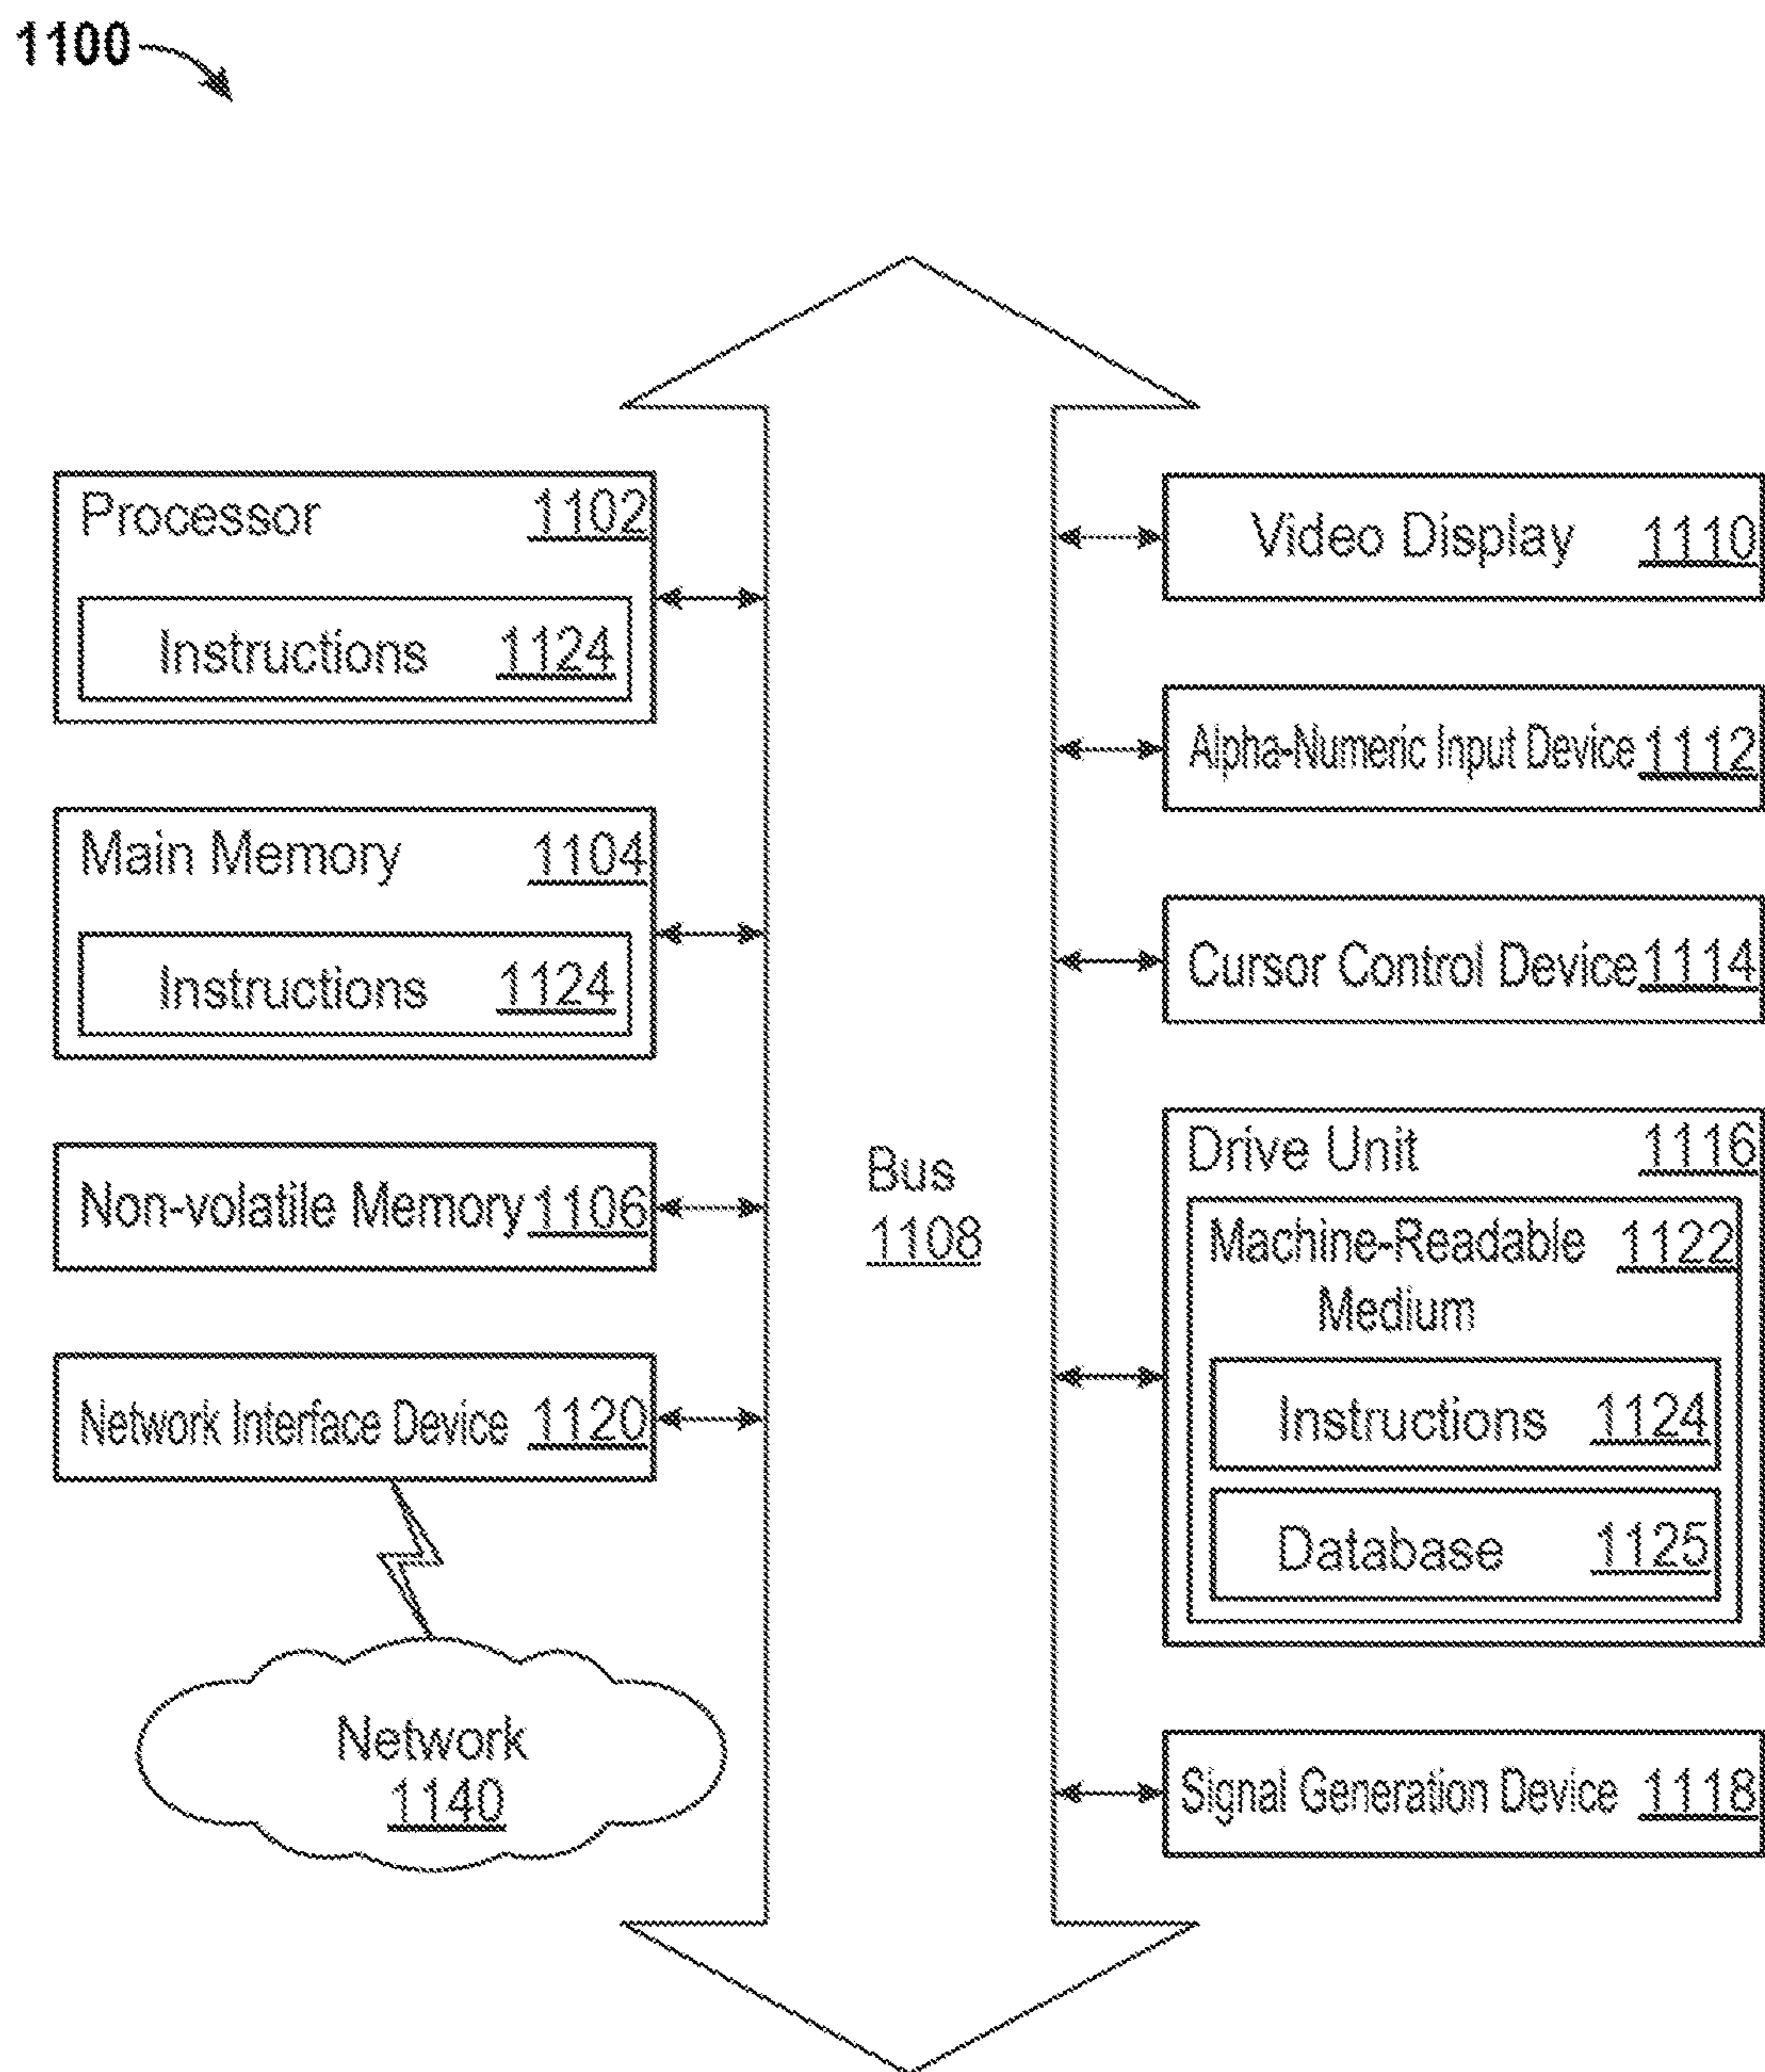 1100
Processor 1102
Instructions 1124
Main Memory 1104
Instructions 1124
Non-volatile Memory 1106
Network Interface Device 1120
Network
1140
Bus
1108
Video Display 1110
Alpha-Numeric Input Device 1112
Cursor Control Device 1114
Drive Unit 1116
Machine-Readable 1122
Medium
Instructions 1124
Database 1125
Signal Generation Device 1118